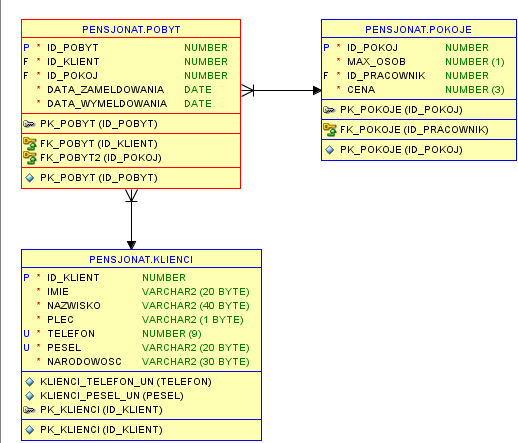 PENSJONAT.POBYT
P * ID_POBYT NUMBER
F * ID_KLIENT NUMBER
F * ID_POKOJ NUMBER
* DATA_ZAMELDOWANIA DATE
* DATA_WYMELDOWANIA DATE
PK_POBYT (ID_POBYT)
FK_POBYT (ID_KLIENT)
FK_POBYT2 (ID_POKOJ)
PK_POBYT (ID_POBYT)
PENSJONAT.POKOJE
P * ID_POKOJ NUMBER
* MAX_OSOB NUMBER (1)
F * ID_PRACOWNIK NUMBER
* CENA NUMBER (3)
PK_POKOJE (ID_POKOJ)
FK_POKOJE (ID_PRACOWNIK)
PK_POKOJE (ID_POKOJ)
PENSJONAT.KLIENCI
P * ID_KLIENT NUMBER
* IMIE VARCHAR2 (20 BYTE)
* NAZWISKO VARCHAR2 (40 BYTE)
* PLEC VARCHAR2 (1 BYTE)
U * TELEFON NUMBER (9)
U * PESEL VARCHAR2 (20 BYTE)
* NARODOWOSC VARCHAR2 (30 BYTE)
KLIENCI_TELEFON_UN (TELEFON)
KLIENCI_PESEL_UN (PESEL)
PK_KLIENCI (ID_KLIENT)
PK_KLIENCI (ID_KLIENT)